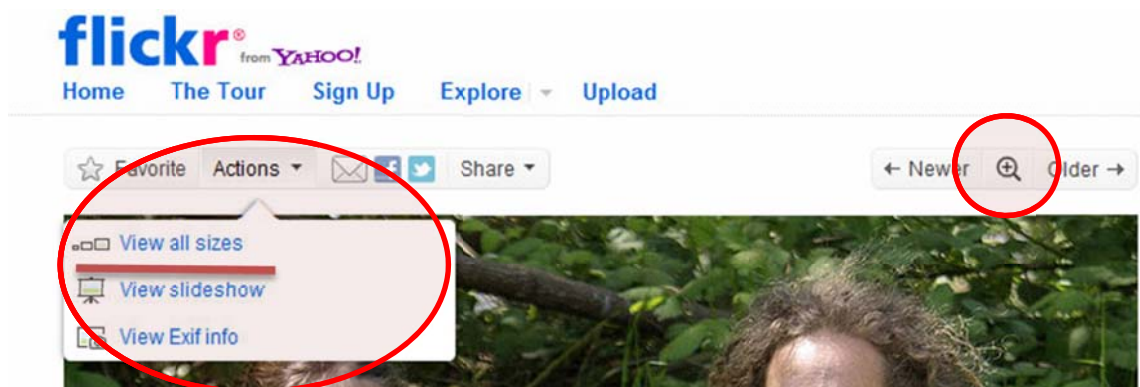 flickr® from YAHOO!
Home The Tour Sign Up Explore Upload
Favorite Actions Share ← Newer Older →
View all sizes
View slideshow
View Exif info